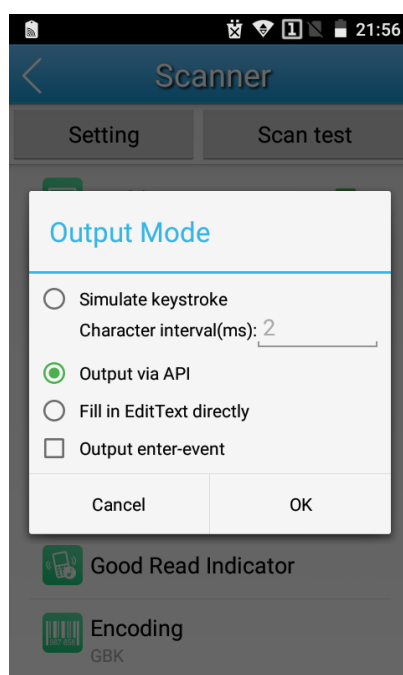 1
21:56
Scanner
Setting
Scan test
Output Mode
Simulate keystroke
Character interval(ms): 2
Output via API
Fill in EditText directly
Output enter-event
Cancel
OK
Good Read Indicator
Encoding
GBK